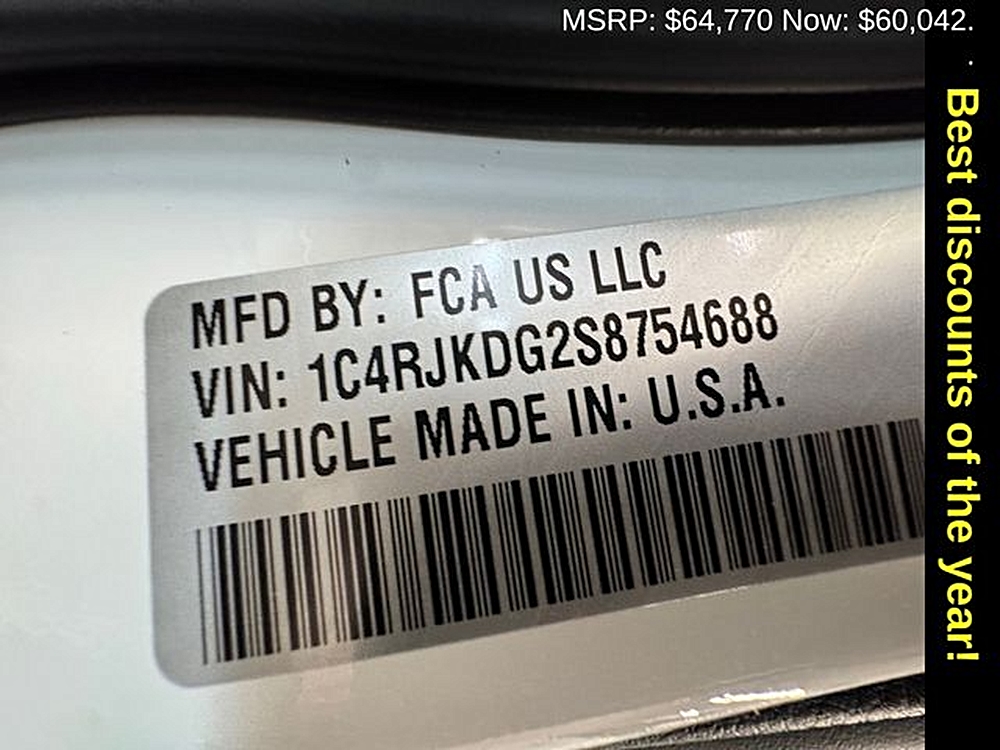 MSRP: $64,770 Now: $60,042.
.
Best discounts of the year!
MFD BY: FCA US LLC
VIN: 1C4RJKDG2S8754688
VEHICLE MADE IN: U.S.A.